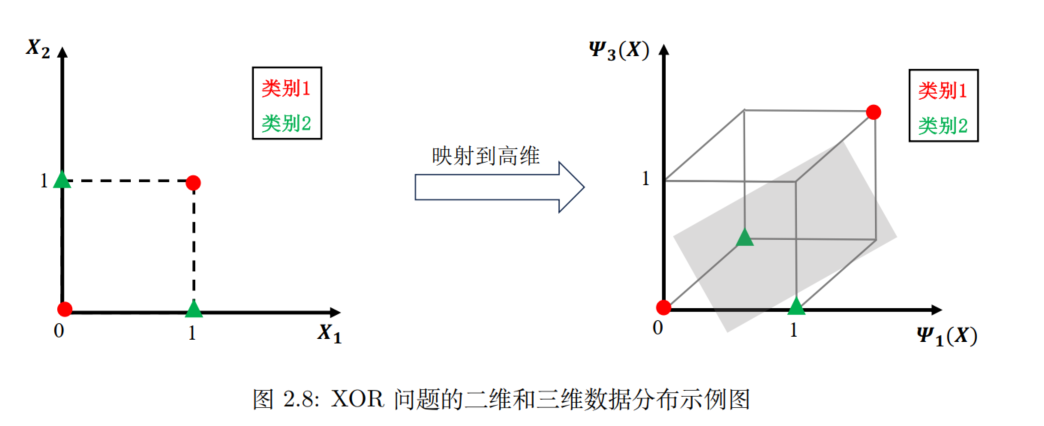 X₂
类别1
类别2
1
0
1
X₁
映射到高维
Ψ₃(X)
类别1
类别2
1
0
1
Ψ₁(X)
图 2.8: XOR 问题的二维和三维数据分布示例图